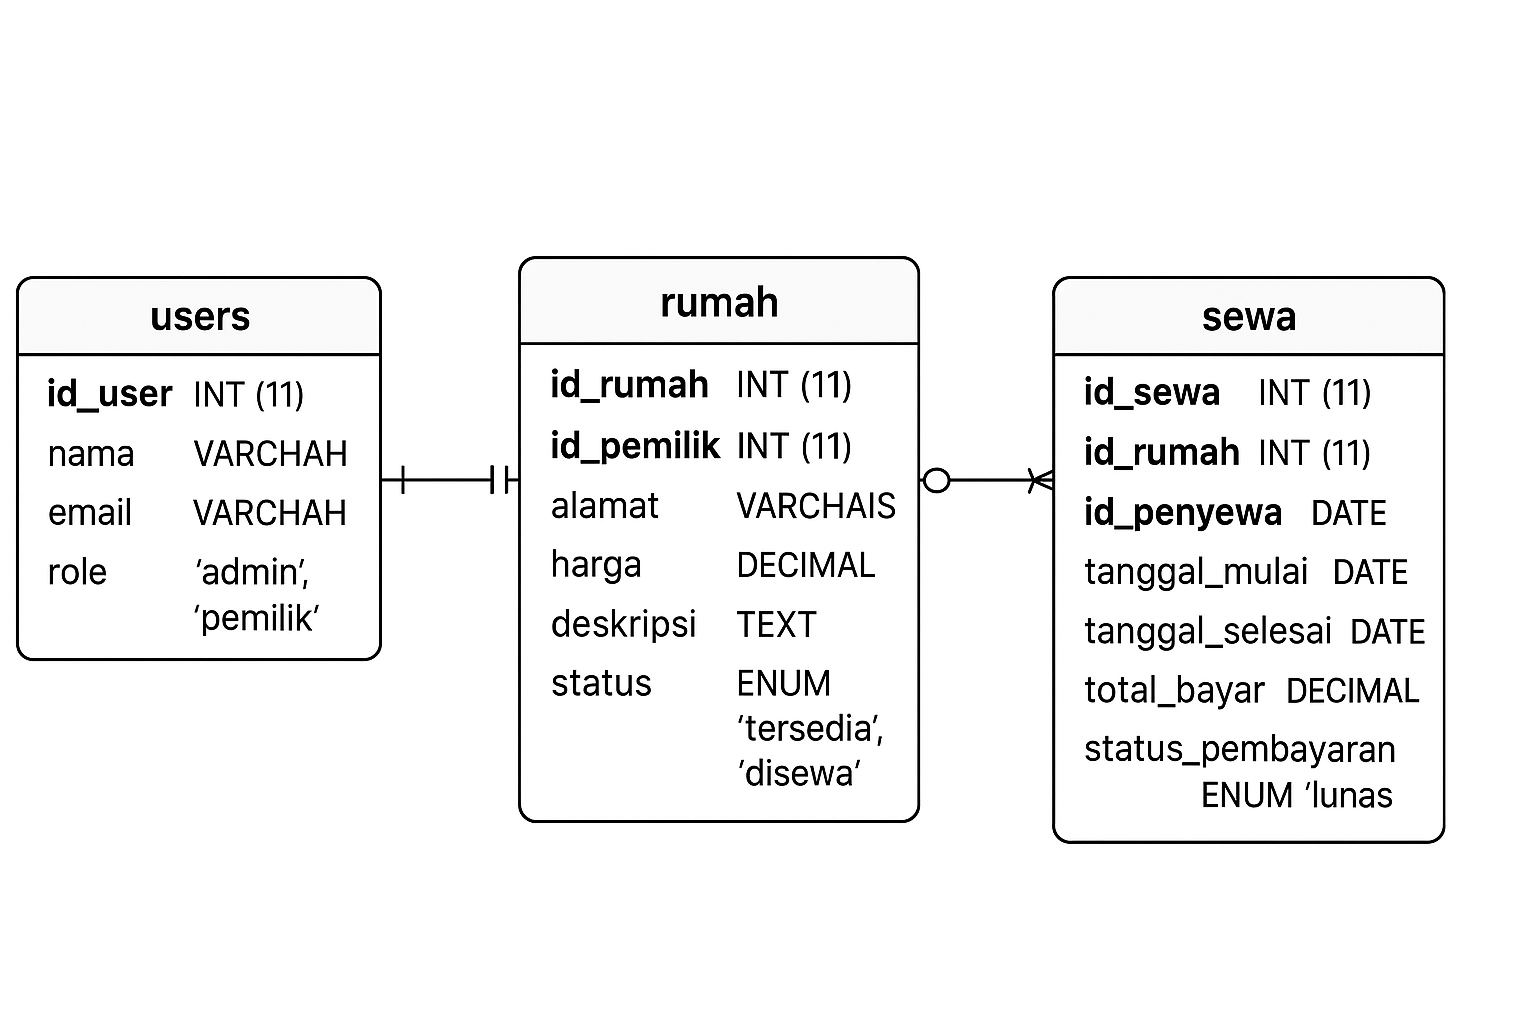 users
id_user INT (11)
nama VARCHAH
email VARCHAH
role 'admin',
'pemilik'
rumah
id_rumah INT (11)
id_pemilik INT (11)
alamat VARCHAIS
harga DECIMAL
deskripsi TEXT
status ENUM
'tersedia',
'disewa'
sewa
id_sewa INT (11)
id_rumah INT (11)
id_penyewa DATE
tanggal_mulai DATE
tanggal_selesai DATE
total_bayar DECIMAL
status_pembayaran
ENUM 'lunas